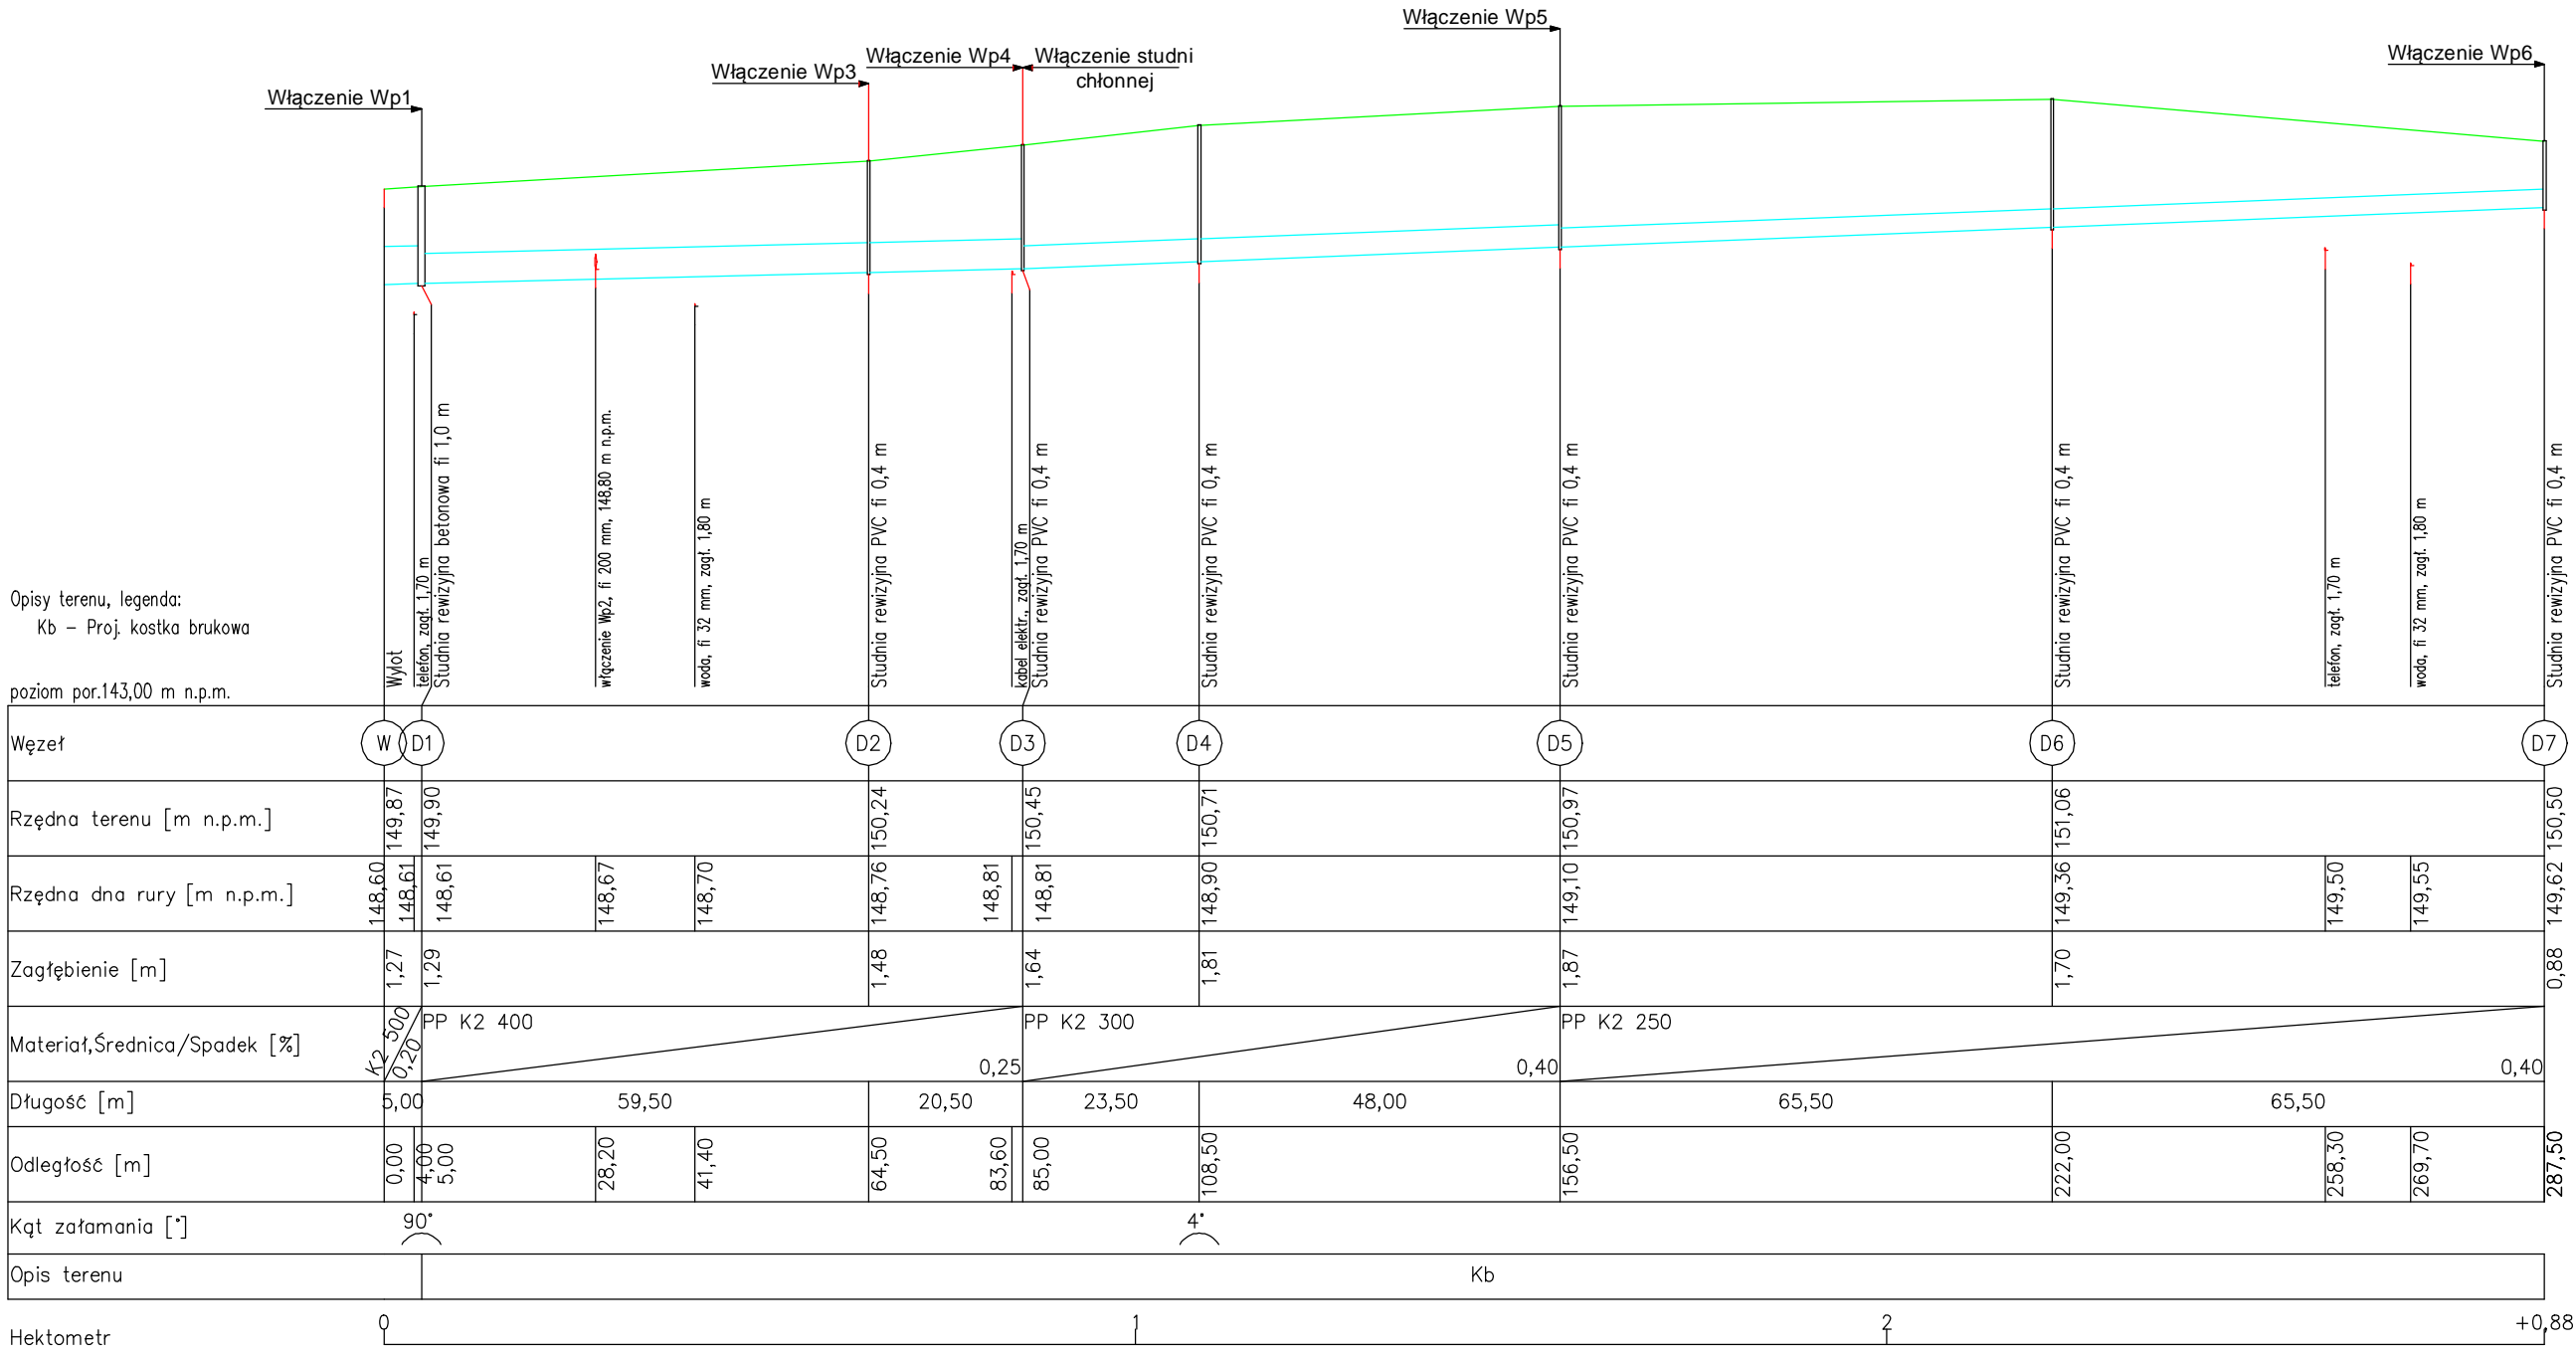 Włączenie Wp5
Włączenie Wp4
Włączenie studni
chłonnej
Włączenie Wp6
Włączenie Wp3
Włączenie Wp1
Opisy terenu, legenda:
Kb – Proj. kostka brukowa
poziom por.143,00 m n.p.m.
Wylot
telefon, zagł. 1,70 m
Studnia rewizyjna betonowa fi 1,0 m
włączenie Wp2, fi 200 mm, 148,80 m n.p.m.
woda, fi 32 mm, zagł. 1,80 m
Studnia rewizyjna PVC fi 0,4 m
kabel elektr., zagł. 1,70 m
Studnia rewizyjna PVC fi 0,4 m
Studnia rewizyjna PVC fi 0,4 m
Studnia rewizyjna PVC fi 0,4 m
Studnia rewizyjna PVC fi 0,4 m
telefon, zagł. 1,70 m
woda, fi 32 mm, zagł. 1,80 m
Studnia rewizyjna PVC fi 0,4 m
Węzeł W D1 D2 D3 D4 D5 D6 D7
Rzędna terenu [m n.p.m.] 149,87 149,90 150,24 150,45 150,71 150,97 151,06 150,50
Rzędna dna rury [m n.p.m.] 148,60 148,61 148,61 148,67 148,70 148,76 148,81 148,81 148,90 149,10 149,36 149,50 149,55 149,62
Zagłębienie [m] 1,27 1,29 1,48 1,64 1,81 1,87 1,70 0,88
Materiał,Średnica/Spadek [%] K2 500 0,20 PP K2 400 0,25 PP K2 300 0,40 PP K2 250 0,40
Długość [m] 5,00 59,50 20,50 23,50 48,00 65,50 65,50
Odległość [m] 0,00 4,00 5,00 28,20 41,40 64,50 83,60 85,00 108,50 156,50 222,00 258,30 269,70 287,50
Kąt załamania [°] 90° 4°
Opis terenu Kb
Hektometr 0 1 2 +0,88